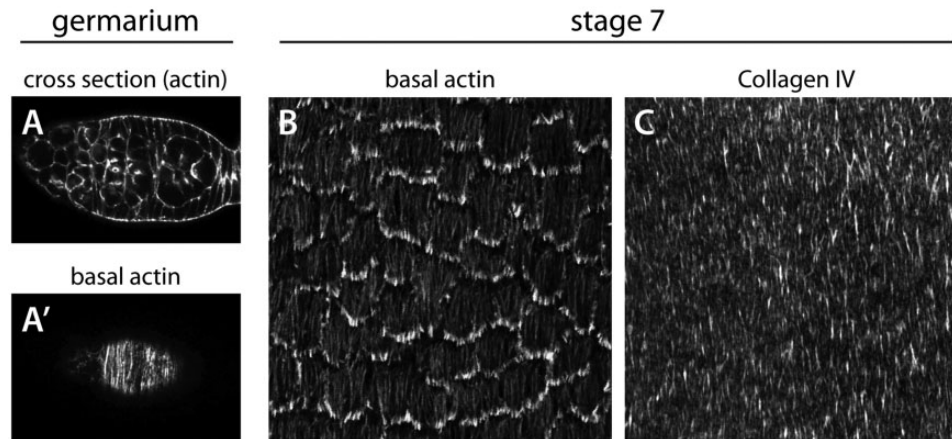 germarium
stage 7
cross section (actin)
basal actin
Collagen IV
A
B
C
basal actin
A'